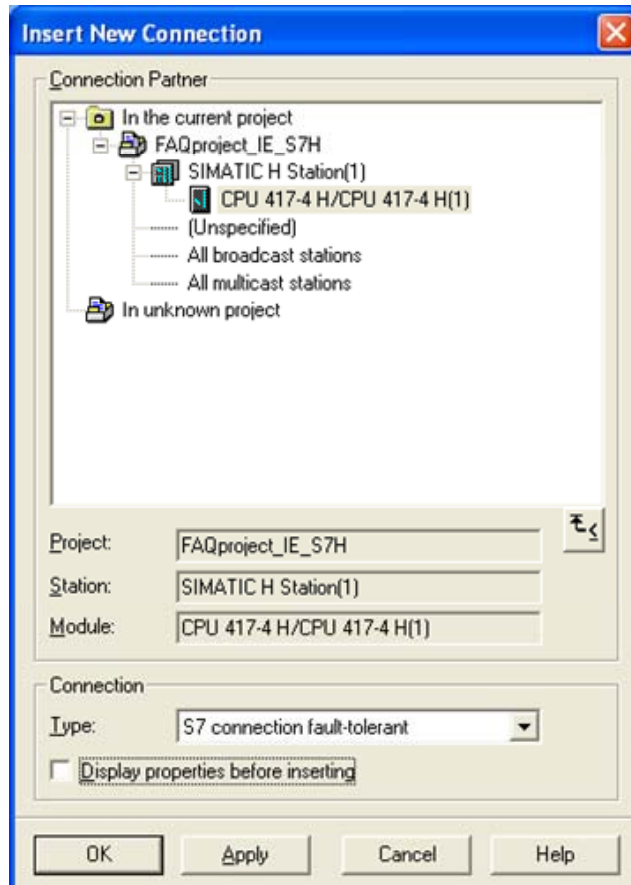 Insert New Connection
Connection Partner
In the current project
FAQproject_IE_S7H
SIMATIC H Station(1)
CPU 417-4 H/CPU 417-4 H(1)
(Unspecified)
All broadcast stations
All multicast stations
In unknown project
Project: FAQproject_IE_S7H
Station: SIMATIC H Station(1)
Module: CPU 417-4 H/CPU 417-4 H(1)
Connection
Type: S7 connection fault-tolerant
Display properties before inserting
OK Apply Cancel Help